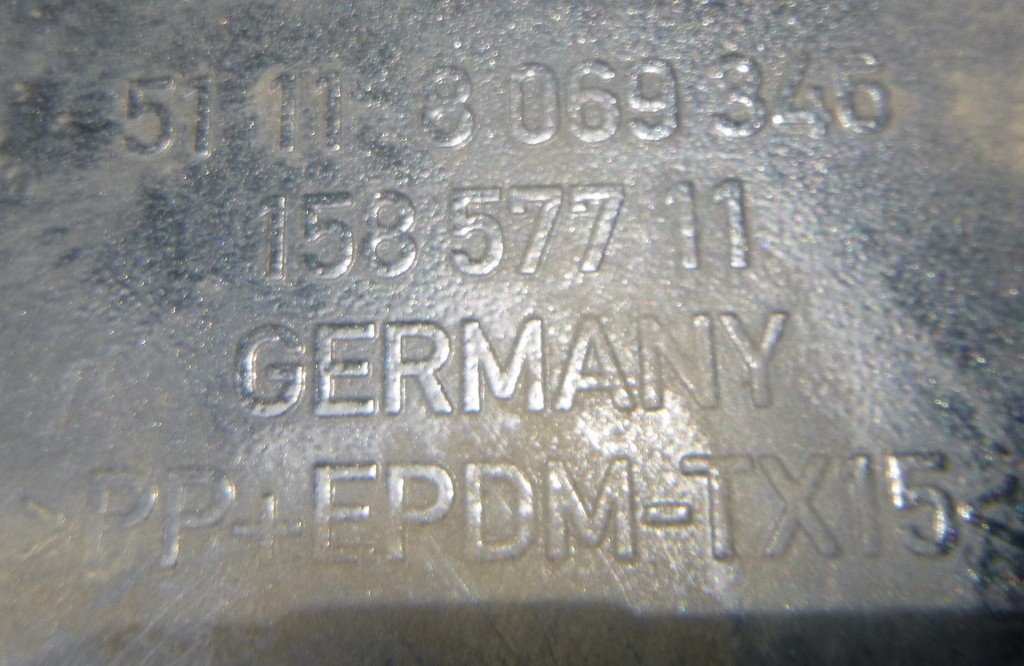 51 11 8 069 346
158 577 11
GERMANY
>PP+EPDM-TX15<